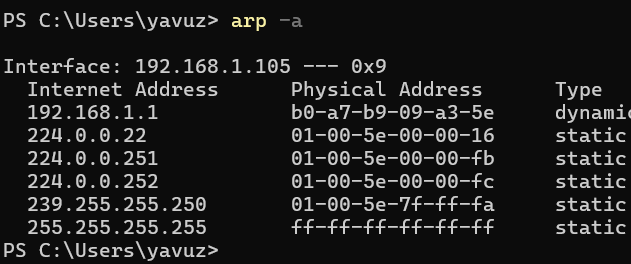 PS C:\Users\yavuz> arp -a
Interface: 192.168.1.105 --- 0x9
Internet Address Physical Address Type
192.168.1.1 b0-a7-b9-09-a3-5e dynamic
224.0.0.22 01-00-5e-00-00-16 static
224.0.0.251 01-00-5e-00-00-fb static
224.0.0.252 01-00-5e-00-00-fc static
239.255.255.250 01-00-5e-7f-ff-fa static
255.255.255.255 ff-ff-ff-ff-ff-ff static
PS C:\Users\yavuz>